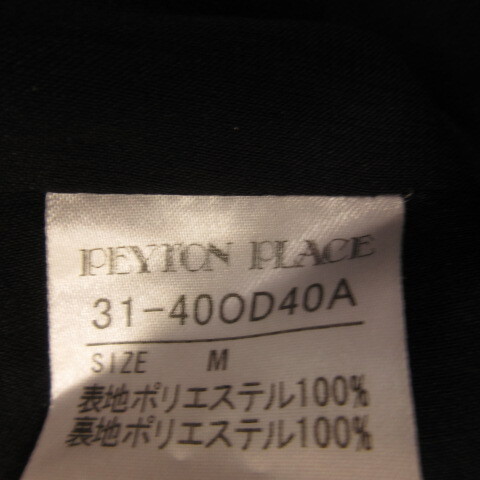 PEYTON PLACE
31-400D40A
SIZE M
表地ポリエステル100%
裏地ポリエステル100%